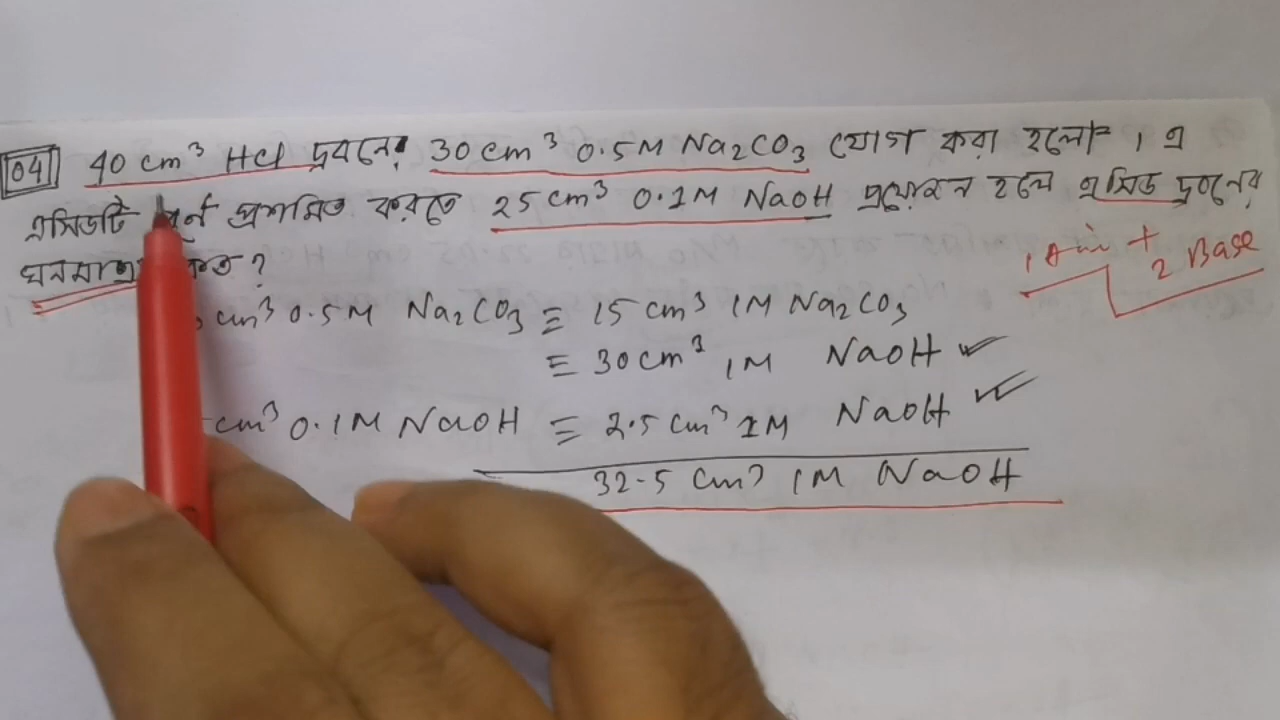 04 40 cm³ HCl দ্রবনের 30 cm³ 0.5M Na₂CO₃ যোগ করা হলো । এ
এসিডটি পূর্ন প্রশমিত করতে 25 cm³ 0.1M NaOH প্রয়োজন হলে এসিড দ্রবনের
ঘনমাত্রা কত ?
1 Acid + 2 Base
cm³ 0.5M Na₂CO₃ ≡ 15 cm³ 1M Na₂CO₃
≡ 30 cm³ 1M NaOH
cm³ 0.1M NaOH ≡ 2.5 cm³ 1M NaOH
32.5 cm³ 1M NaOH